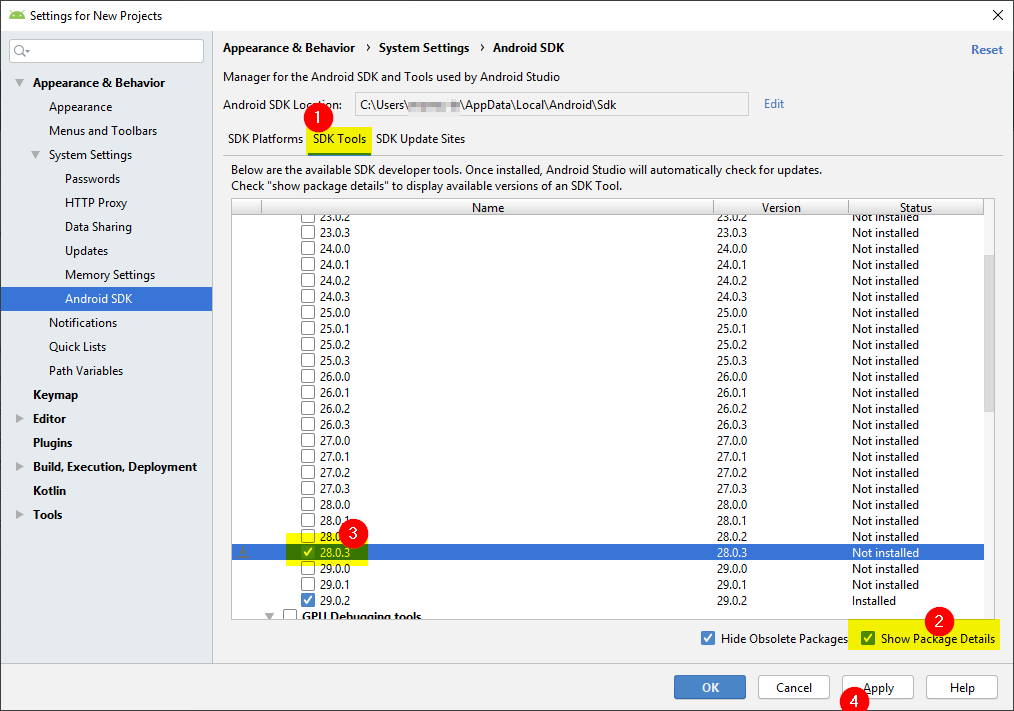 Settings for New Projects
Appearance & Behavior
Appearance
Menus and Toolbars
System Settings
Passwords
HTTP Proxy
Data Sharing
Updates
Memory Settings
Android SDK
Notifications
Quick Lists
Path Variables
Keymap
Editor
Plugins
Build, Execution, Deployment
Kotlin
Tools
Appearance & Behavior › System Settings › Android SDK
Reset
Manager for the Android SDK and Tools used by Android Studio
Android SDK Location: C:\Users\ \AppData\Local\Android\Sdk Edit
1
SDK Platforms SDK Tools SDK Update Sites
Below are the available SDK developer tools. Once installed, Android Studio will automatically check for updates.
Check "show package details" to display available versions of an SDK Tool.
Name Version Status
23.0.2 23.0.2 Not installed
23.0.3 23.0.3 Not installed
24.0.0 24.0.0 Not installed
24.0.1 24.0.1 Not installed
24.0.2 24.0.2 Not installed
24.0.3 24.0.3 Not installed
25.0.0 25.0.0 Not installed
25.0.1 25.0.1 Not installed
25.0.2 25.0.2 Not installed
25.0.3 25.0.3 Not installed
26.0.0 26.0.0 Not installed
26.0.1 26.0.1 Not installed
26.0.2 26.0.2 Not installed
26.0.3 26.0.3 Not installed
27.0.0 27.0.0 Not installed
27.0.1 27.0.1 Not installed
27.0.2 27.0.2 Not installed
27.0.3 27.0.3 Not installed
28.0.0 28.0.0 Not installed
28.0.1 28.0.1 Not installed
3
28.0.2 28.0.2 Not installed
28.0.3 28.0.3 Not installed
29.0.0 29.0.0 Not installed
29.0.1 29.0.1 Not installed
29.0.2 29.0.2 Installed
GPU Debugging tools
2
Hide Obsolete Packages Show Package Details
OK Cancel Apply Help
4